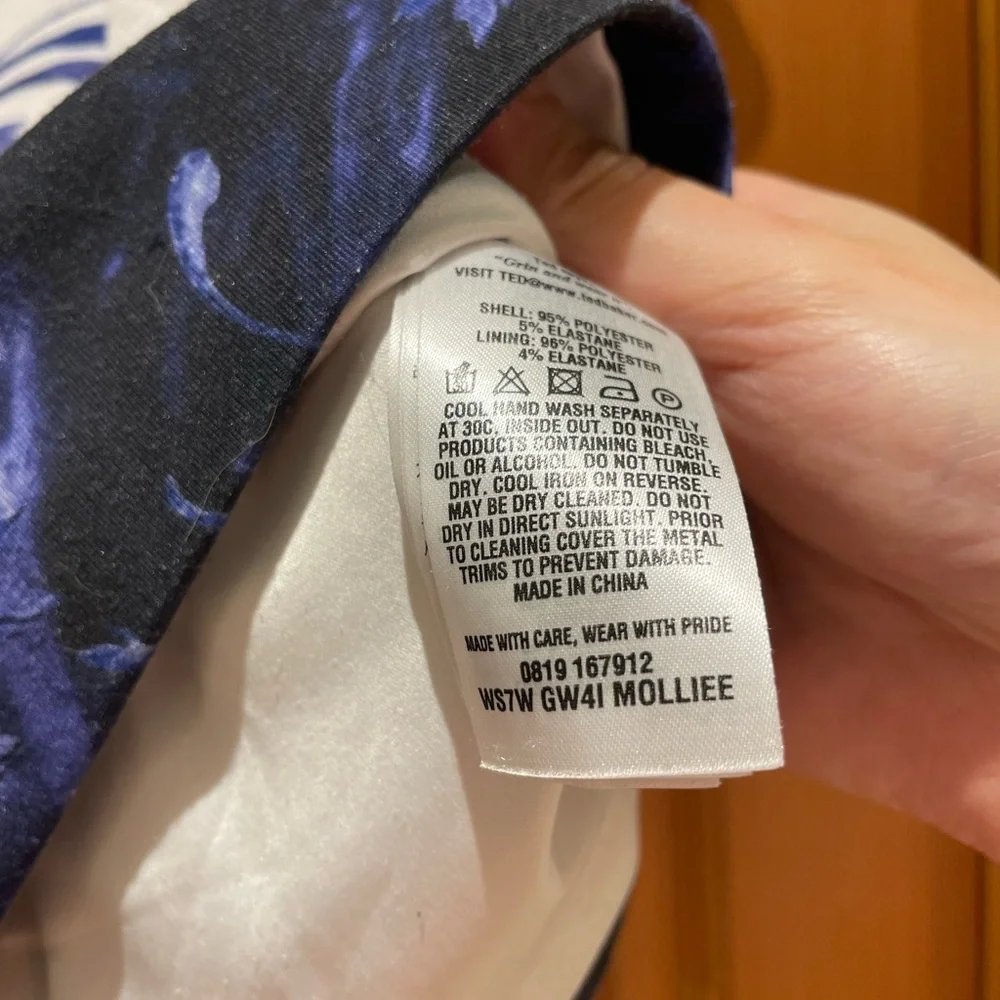 "Grin and
VISIT TED@www.tedbaker.com
SHELL: 95% POLYESTER
5% ELASTANE
LINING: 96% POLYESTER
4% ELASTANE
P
COOL HAND WASH SEPARATELY
AT 30C. INSIDE OUT. DO NOT USE
PRODUCTS CONTAINING BLEACH.
OIL OR ALCOHOL. DO NOT TUMBLE
DRY. COOL IRON ON REVERSE.
MAY BE DRY CLEANED. DO NOT
DRY IN DIRECT SUNLIGHT. PRIOR
TO CLEANING COVER THE METAL
TRIMS TO PREVENT DAMAGE.
MADE IN CHINA
MADE WITH CARE, WEAR WITH PRIDE
0819 167912
WS7W GW4I MOLLIEE